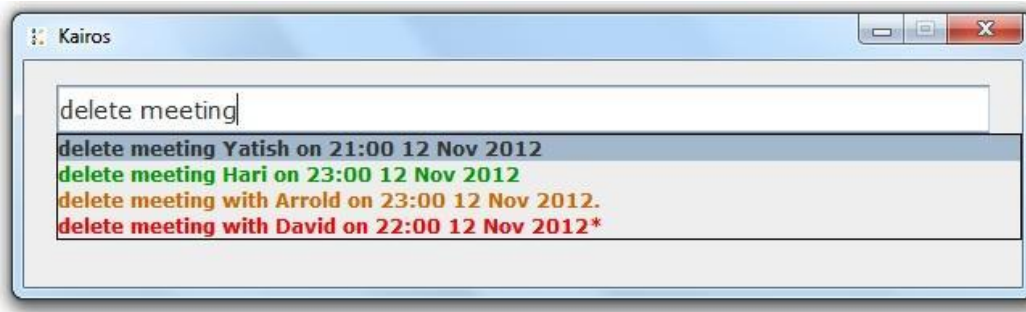 Kairos
delete meeting
delete meeting Yatish on 21:00 12 Nov 2012
delete meeting Hari on 23:00 12 Nov 2012
delete meeting with Arrold on 23:00 12 Nov 2012.
delete meeting with David on 22:00 12 Nov 2012*